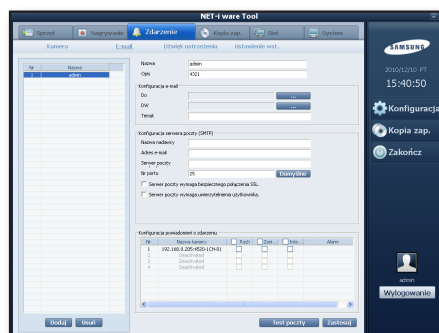 NET-i ware Tool
Sprzęt
Nagrywanie
Zdarzenie
Kopia zap.
Sieć
System
Kamera
E-mail
Dźwięk ostrzeżenia
Ustawienie wst.
SAMSUNG
2010/12/10 PT
15:40:50
Konfiguracja
Kopia zap.
Zakończ
admin
Wylogowanie
Nr
Nazwa
1
admin
Nazwa
admin
Opis
4321
Konfiguracja e-mail
Do
...
DW
...
Temat
Konfiguracja serwera poczty (SMTP)
Nazwa nadawcy
Adres e-mail
Serwer poczty
Nr portu
25
Domyślne
Serwer poczty wymaga bezpiecznego połączenia SSL.
Serwer poczty wymaga uwierzytelnienia użytkownika.
Konfiguracja powiadomień o zdarzeniu
Nr
Nazwa kamery
Ruch
Zani...
Inte...
Alarm
1
192.168.0.205:4520-1CH-01
2
Deactivated
3
Deactivated
4
Deactivated
Dodaj
Usuń
Test poczty
Zastosuj